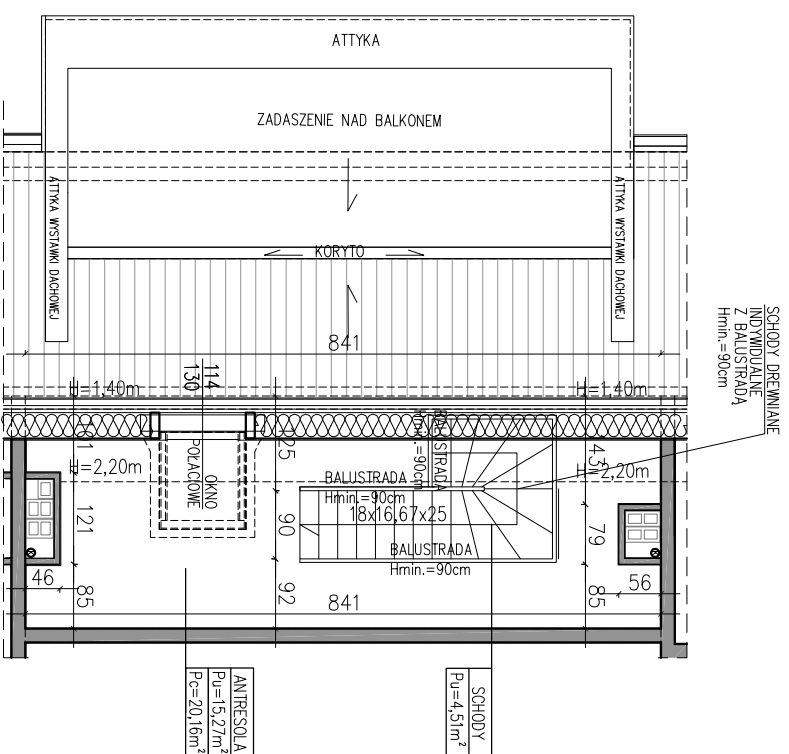 ATTYKA
ZADASZENIE NAD BALKONEM
ATTYKA WYSTAWKI DACHOWEJ
ATTYKA WYSTAWKI DACHOWEJ
KORYTO
841
SCHODY DREWNIANE
INDYWIDUALNE
Z BALUSTRADĄ
Hmin.=90cm
H=1,40m
114
130
H=1,40m
125
BALUSTRADA
Hmin.=90cm
43
H=2,20m
OKNO
POŁACIOWE
BALUSTRADA
Hmin.=90cm
H=2,20m
18x16,67x25
121
90
79
BALUSTRADA
Hmin.=90cm
46
85
92
841
85
56
ANTRESOLA
Pu=15,27m²
Pc=20,16m²
SCHODY
Pu=4,51m²